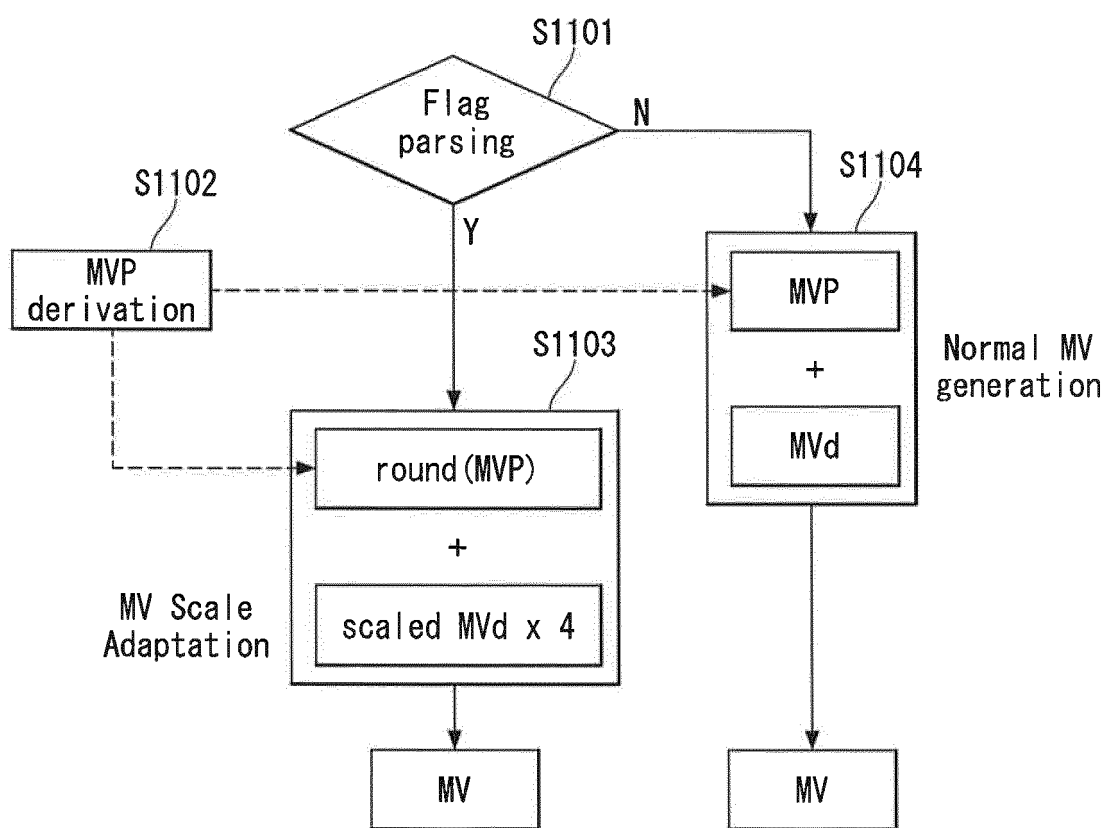 S1101
Flag
parsing
N
S1102
S1104
Y
MVP
derivation
MVP
S1103
Normal MV
generation
+
MVd
round(MVP)
+
MV Scale
Adaptation
scaled MVd x 4
MV
MV